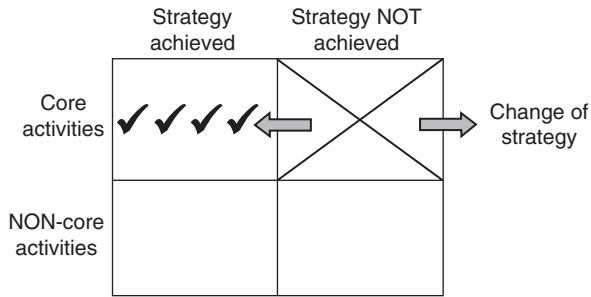 Strategy
achieved
Strategy NOT
achieved
Core
activities
Change of
strategy
NON-core
activities